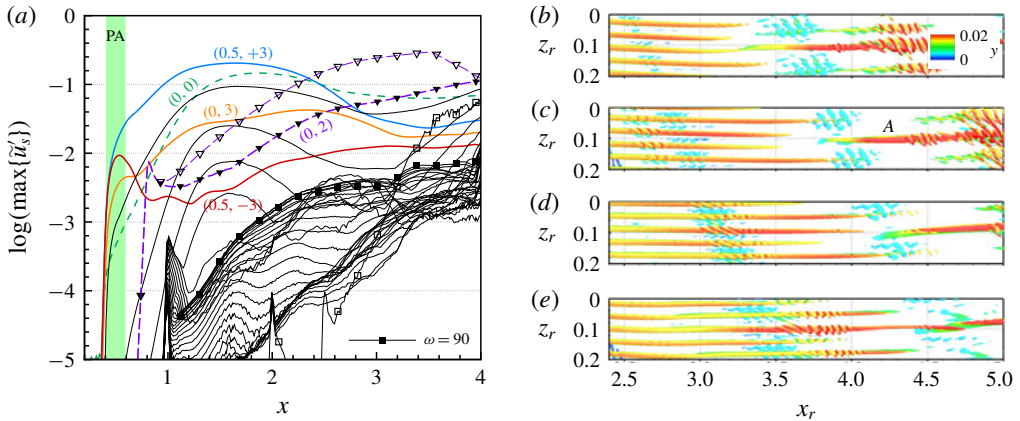 (a)
PA
0
−1
−2
−3
−4
−5
log(max{ũ′ₛ})
(0.5, +3)
(0, 0)
(0, 3)
(0, 2)
(0.5, −3)
ω = 90
1
2
3
4
x
(b)
0
0.1
0.2
zᵣ
0.02
y
0
(c)
0
0.1
0.2
zᵣ
A
(d)
0
0.1
0.2
zᵣ
(e)
0
0.1
0.2
zᵣ
2.5
3.0
3.5
4.0
4.5
5.0
xᵣ